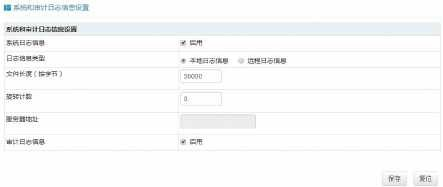 系统和审计日志信息设置
系统和审计日志信息设置
系统日志信息 启用
日志信息类型 本地日志信息 远程日志信息
文件长度（按字节） 30000
旋转计数
服务器地址
审计日志信息 启用
保存 复位